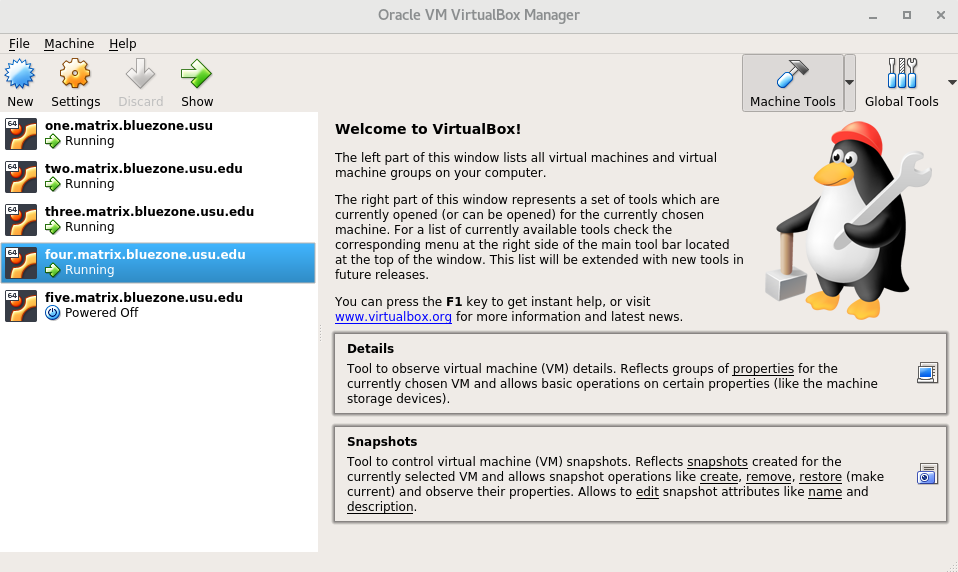 Oracle VM VirtualBox Manager
File Machine Help
New Settings Discard Show Machine Tools Global Tools
64 one.matrix.bluezone.usu
Running
64 two.matrix.bluezone.usu.edu
Running
64 three.matrix.bluezone.usu.edu
Running
64 four.matrix.bluezone.usu.edu
Running
64 five.matrix.bluezone.usu.edu
Powered Off
Welcome to VirtualBox!
The left part of this window lists all virtual machines and virtual
machine groups on your computer.
The right part of this window represents a set of tools which are
currently opened (or can be opened) for the currently chosen
machine. For a list of currently available tools check the
corresponding menu at the right side of the main tool bar located
at the top of the window. This list will be extended with new tools in
future releases.
You can press the F1 key to get instant help, or visit
www.virtualbox.org for more information and latest news.
Details
Tool to observe virtual machine (VM) details. Reflects groups of properties for the
currently chosen VM and allows basic operations on certain properties (like the machine
storage devices).
Snapshots
Tool to control virtual machine (VM) snapshots. Reflects snapshots created for the
currently selected VM and allows snapshot operations like create, remove, restore (make
current) and observe their properties. Allows to edit snapshot attributes like name and
description.